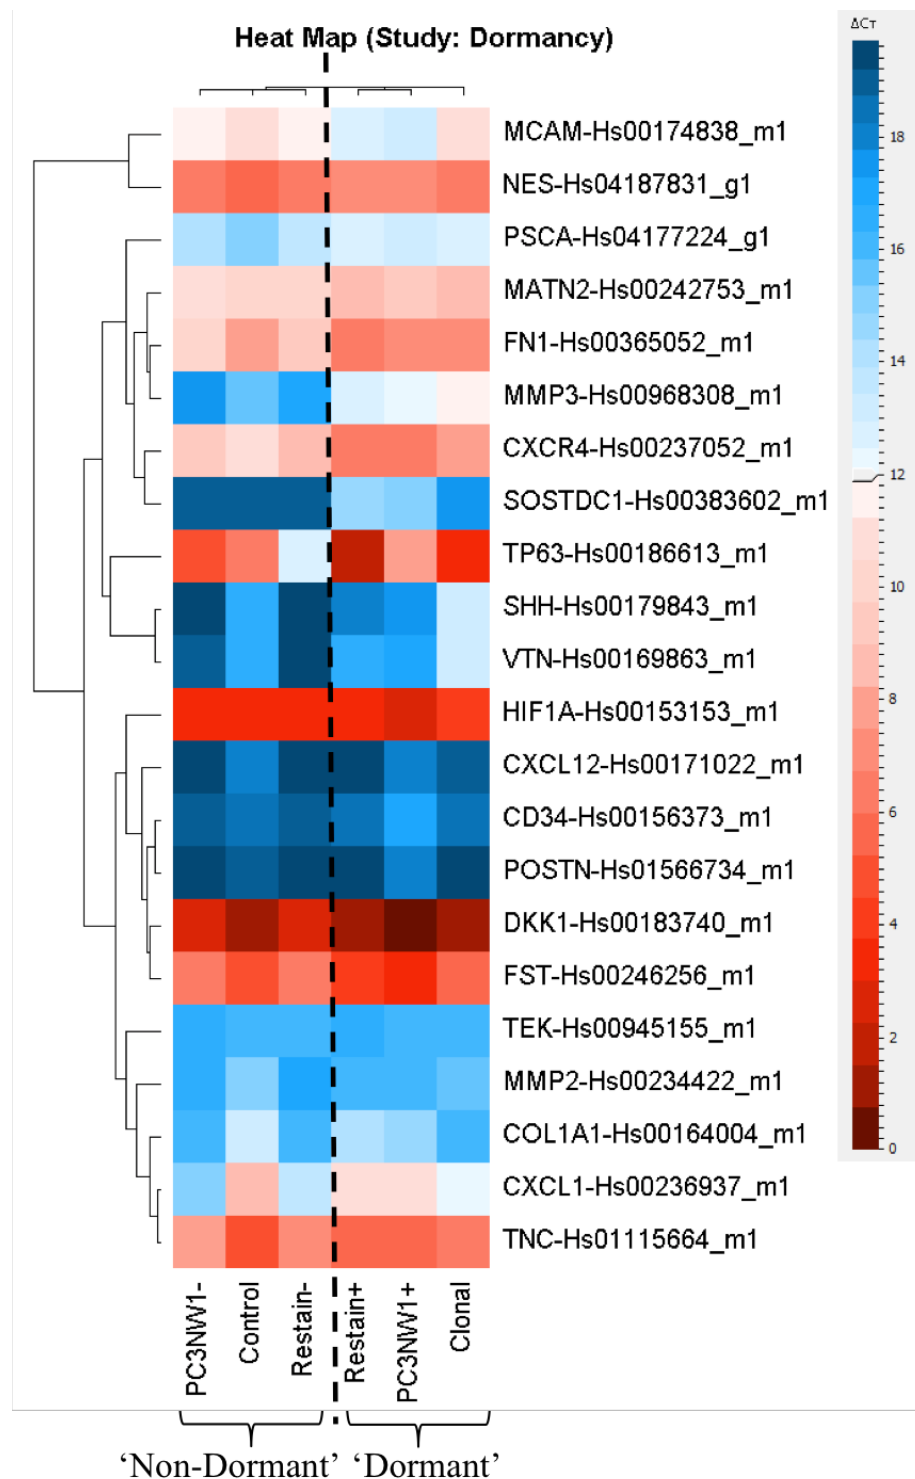 Heat Map (Study: Dormancy)
ΔCT
MCAM-Hs00174838_m1
NES-Hs04187831_g1
PSCA-Hs04177224_g1
MATN2-Hs00242753_m1
FN1-Hs00365052_m1
MMP3-Hs00968308_m1
CXCR4-Hs00237052_m1
SOSTDC1-Hs00383602_m1
TP63-Hs00186613_m1
SHH-Hs00179843_m1
VTN-Hs00169863_m1
HIF1A-Hs00153153_m1
CXCL12-Hs00171022_m1
CD34-Hs00156373_m1
POSTN-Hs01566734_m1
DKK1-Hs00183740_m1
FST-Hs00246256_m1
TEK-Hs00945155_m1
MMP2-Hs00234422_m1
COL1A1-Hs00164004_m1
CXCL1-Hs00236937_m1
TNC-Hs01115664_m1
18
16
14
12
10
8
6
4
2
0
PC3NW1-
Control
Restain-
Restain+
PC3NW1+
Clonal
‘Non-Dormant’ ‘Dormant’